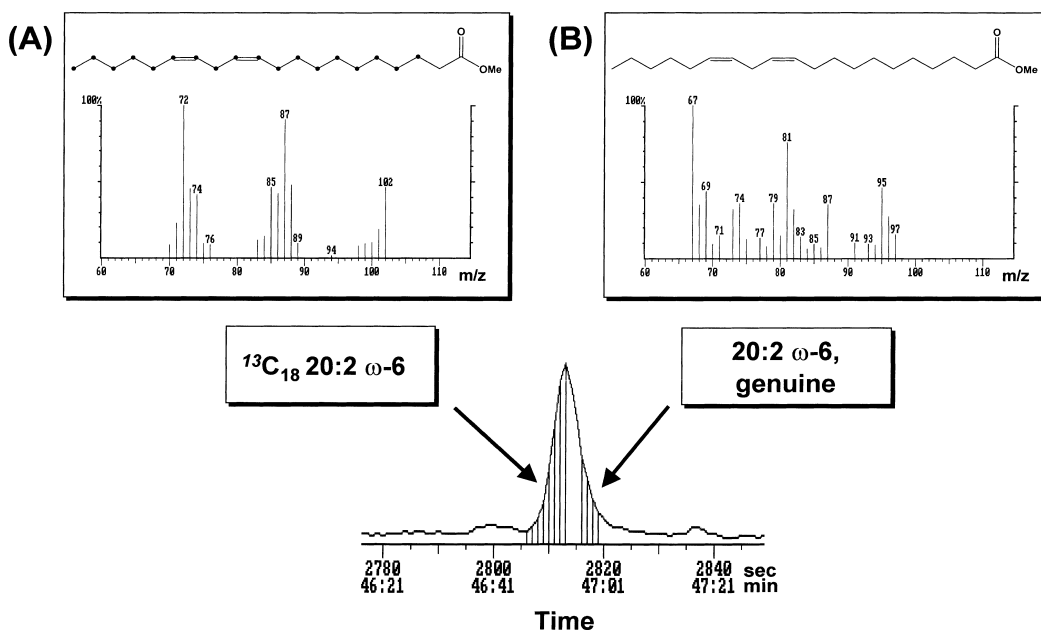 (A)
O
OMe
100%
72
74
76
85
87
89
94
102
60 70 80 90 100 110
m/z
(B)
O
OMe
100%
67
69
71
74
77
79
81
83
85
87
91
93
95
97
60 70 80 90 100 110
m/z
13C18 20:2 ω-6
20:2 ω-6,
genuine
2780 2800 2820 2840 sec
46:21 46:41 47:01 47:21 min
Time